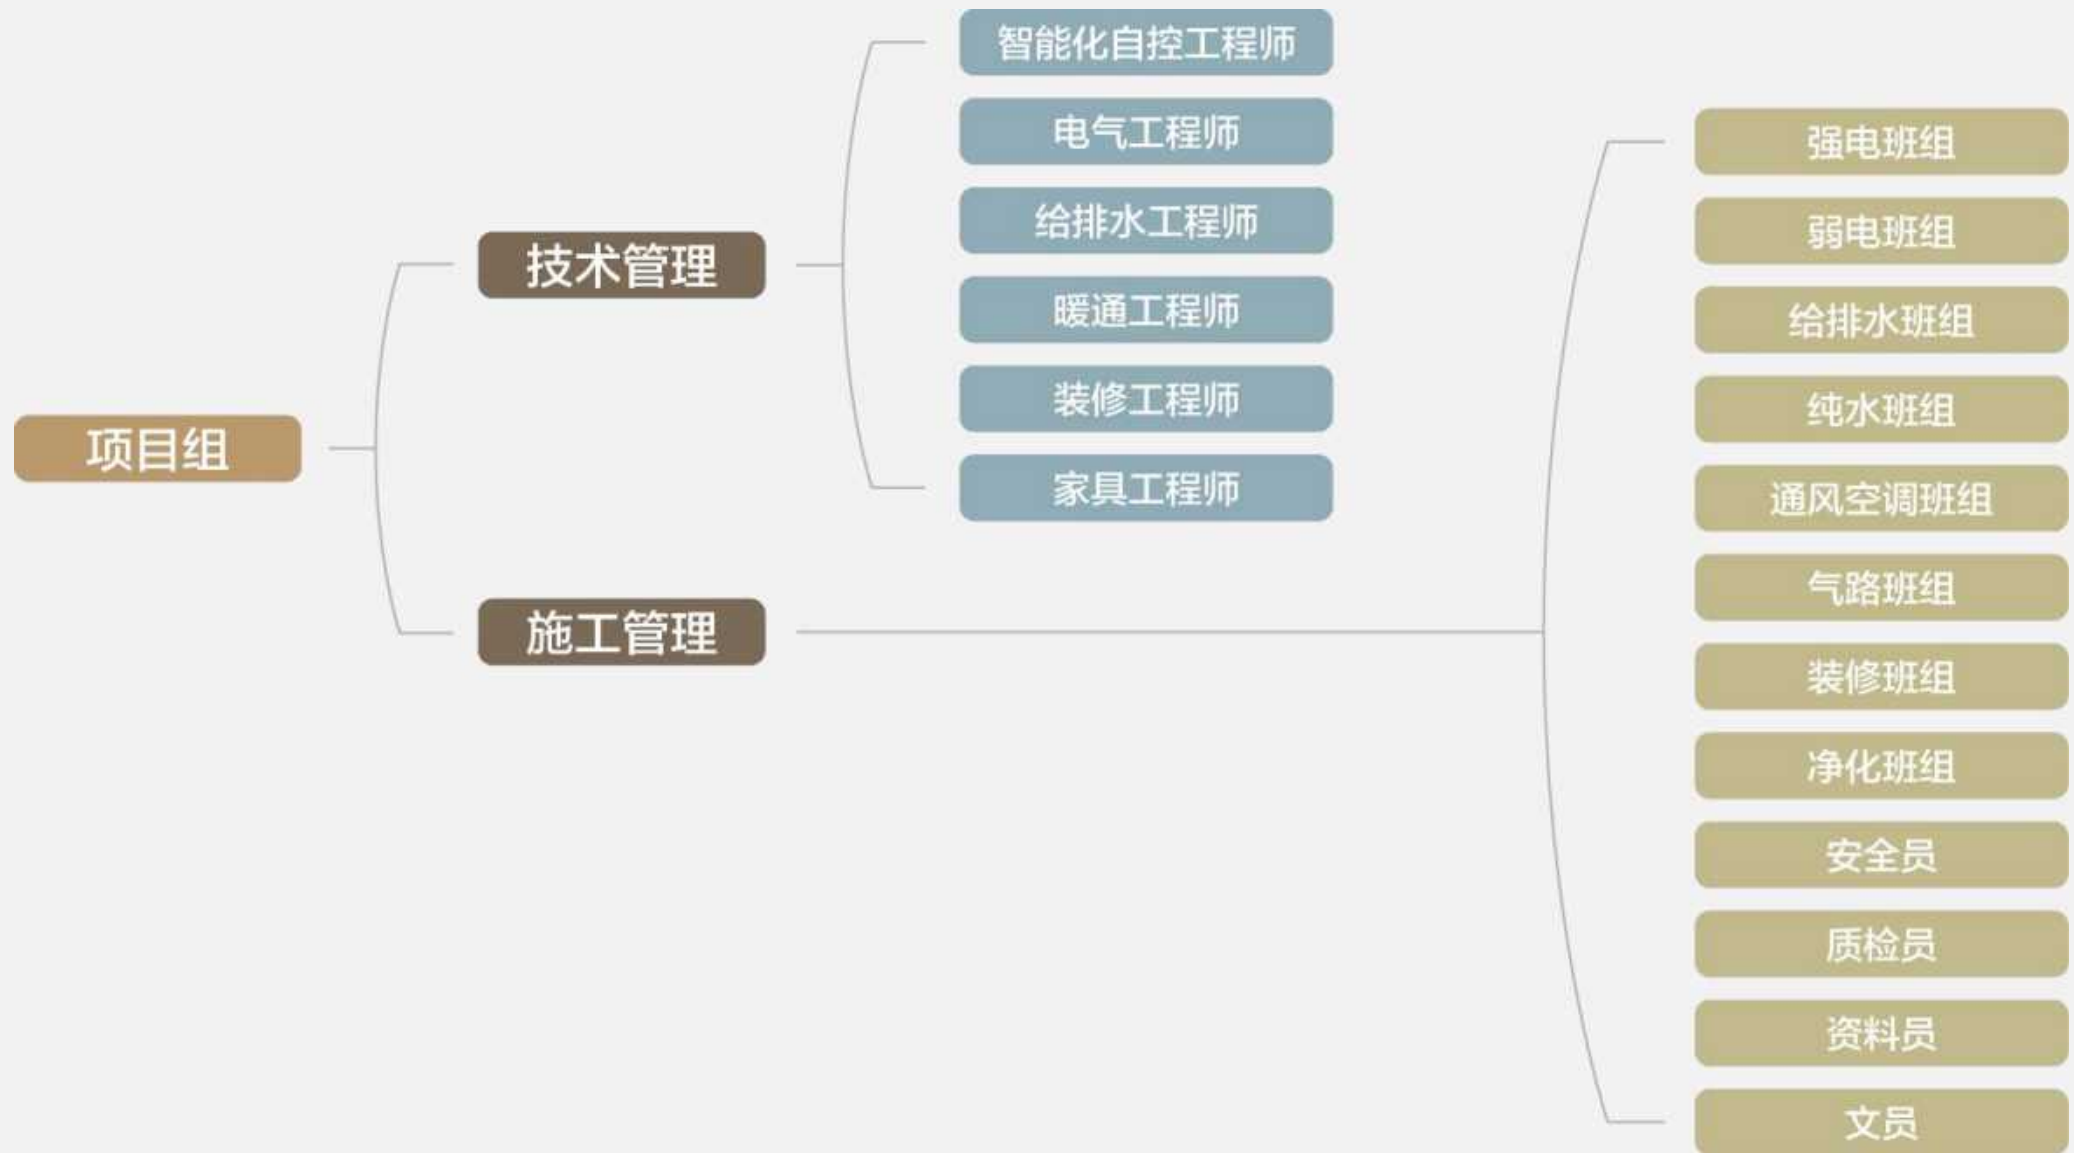 项目组
技术管理
智能化自控工程师
电气工程师
给排水工程师
暖通工程师
装修工程师
家具工程师
施工管理
强电班组
弱电班组
给排水班组
纯水班组
通风空调班组
气路班组
装修班组
净化班组
安全员
质检员
资料员
文员